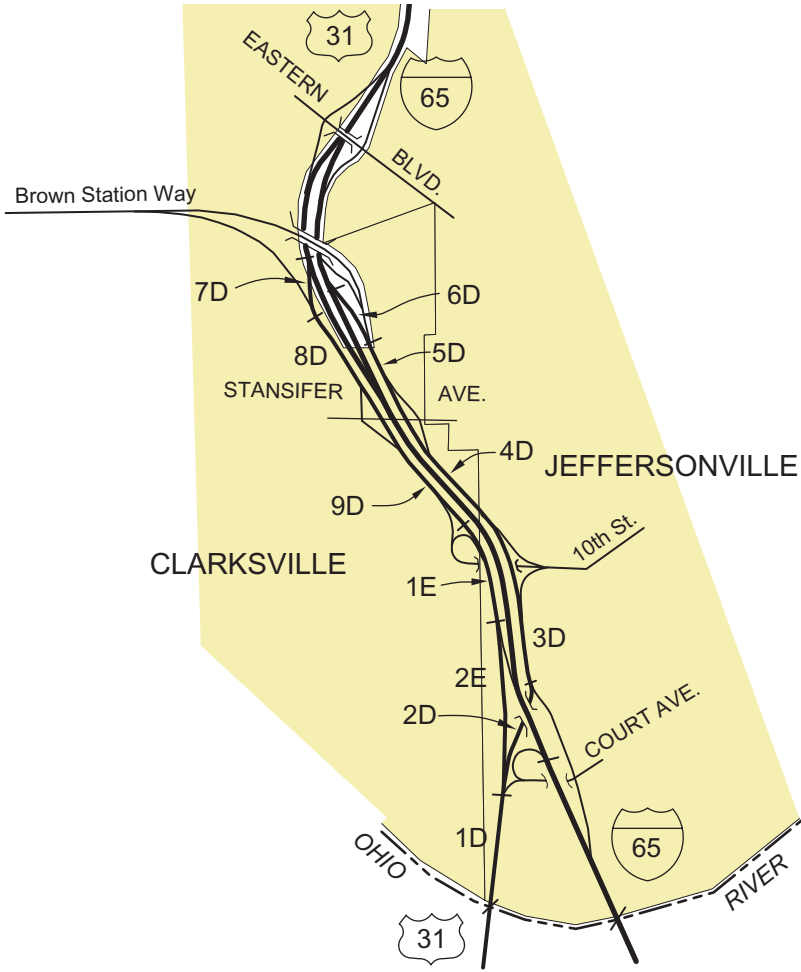 31
EASTERN
65
BLVD.
Brown Station Way
7D
6D
8D
5D
STANSIFER
AVE.
4D
JEFFERSONVILLE
9D
10th St.
CLARKSVILLE
1E
3D
2E
2D
COURT AVE.
1D
65
OHIO
RIVER
31